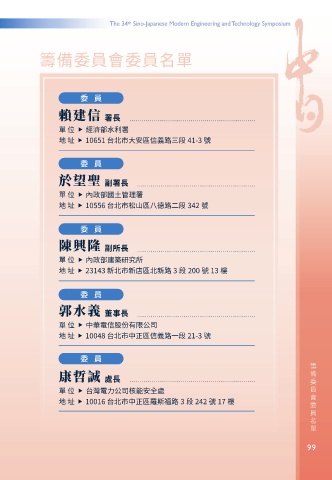 The 34th Sino-Japanese Modern Engineering and Technology Symposium
中日
籌備委員會委員名單
委 員
賴建信 署長
單位 ▶ 經濟部水利署
地址 ▶ 10651 台北市大安區信義路三段 41-3 號
委 員
於望聖 副署長
單位 ▶ 內政部國土管理署
地址 ▶ 10556 台北市松山區八德路二段 342 號
委 員
陳興隆 副所長
單位 ▶ 內政部建築研究所
地址 ▶ 23143 新北市新店區北新路 3 段 200 號 13 樓
委 員
郭水義 董事長
單位 ▶ 中華電信股份有限公司
地址 ▶ 10048 台北市中正區信義路一段 21-3 號
委 員
康哲誠 處長
單位 ▶ 台灣電力公司核能安全處
地址 ▶ 10016 台北市中正區羅斯福路 3 段 242 號 17 樓
籌備委員會委員名單
99